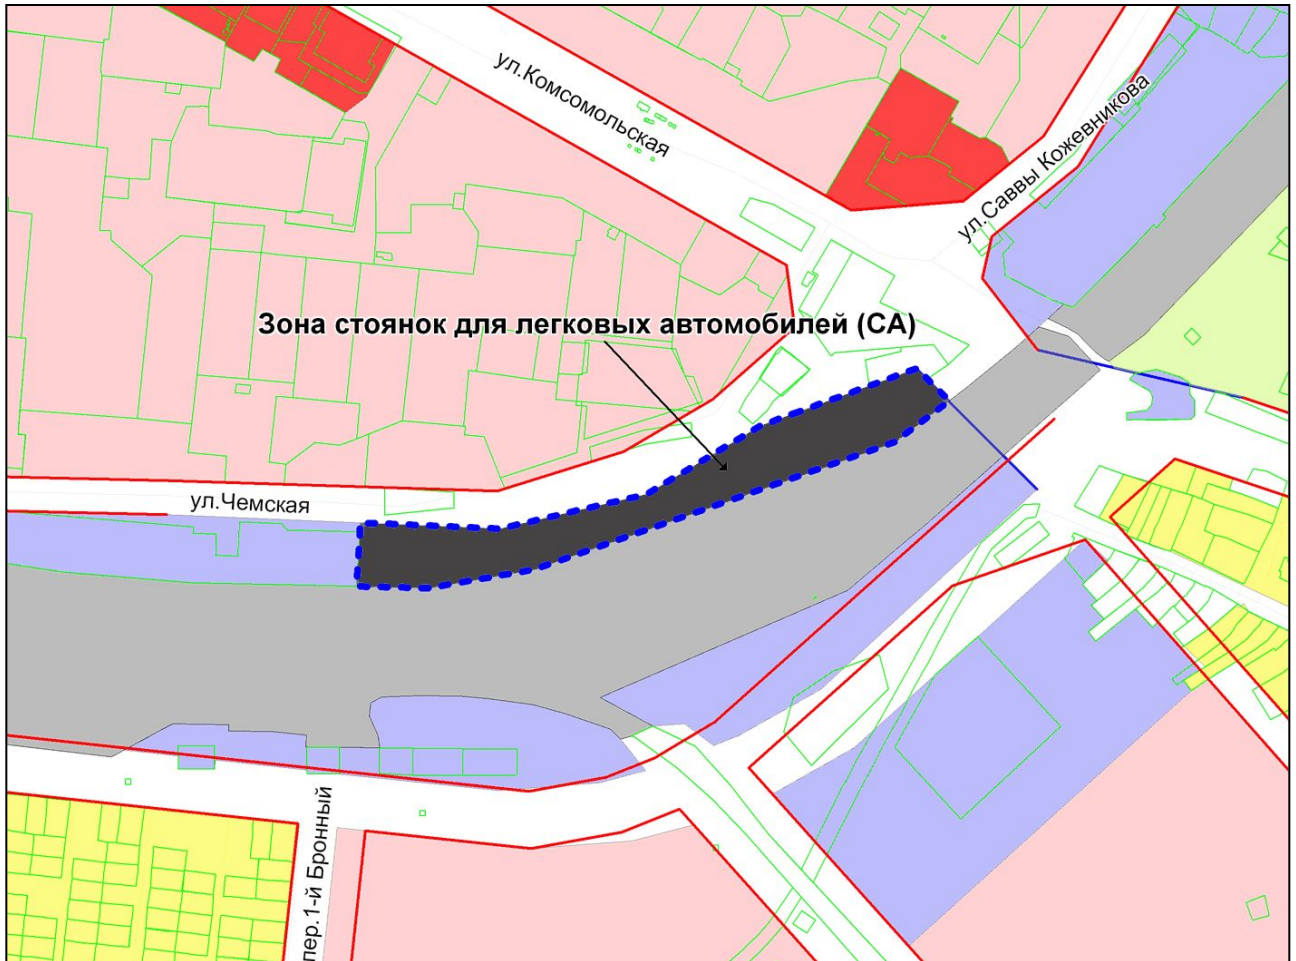 ул.Комсомольская
ул.Саввы Кожевникова
Зона стоянок для легковых автомобилей (СА)
ул.Чемская
пер.1-й Бронный